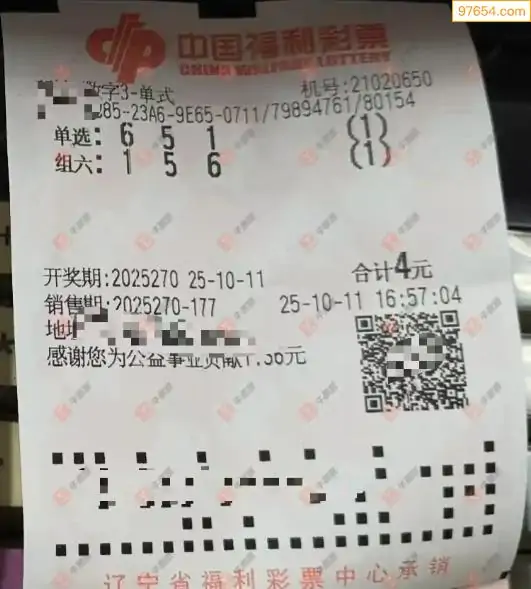 97654.com
中国福利彩票
CHINA WELFARE LOTTERY
数字3-单式 机号:21020650
85-23A6-9E65-0711/79894761/80154
单选: 6 5 1 (1)
组六: 1 5 6 (1)
开奖期:2025270 25-10-11 合计4元
销售期:2025270-177 25-10-11 16:57:04
感谢您为公益事业贡献1.36元
辽宁省福利彩票中心承销